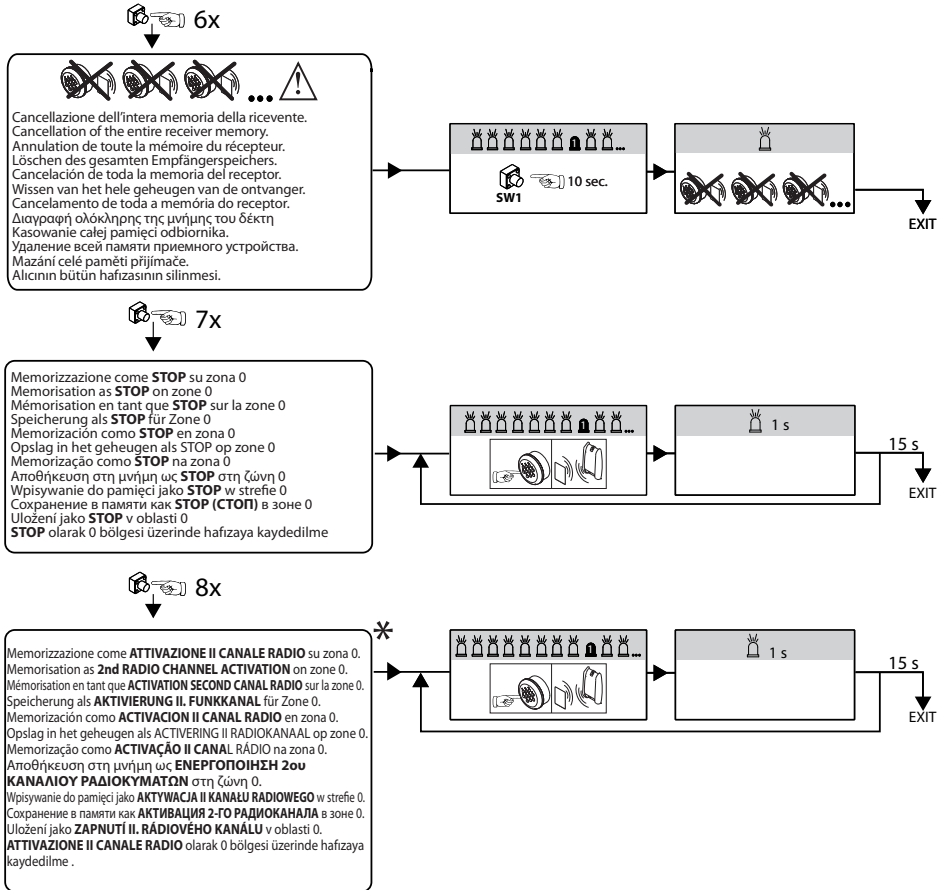 6x
Cancellazione dell'intera memoria della ricevente.
Cancellation of the entire receiver memory.
Annulation de toute la mémoire du récepteur.
Löschen des gesamten Empfängerspeichers.
Cancelación de toda la memoria del receptor.
Wissen van het hele geheugen van de ontvanger.
Cancelamento de toda a memória do receptor.
Διαγραφή ολόκληρης της μνήμης του δέκτη
Kasowanie całej pamięci odbiornika.
Удаление всей памяти приемного устройства.
Mazání celé paměti přijímače.
Alıcının bütün hafızasının silinmesi.
...
10 sec.
SW1
...
EXIT
7x
Memorizzazione come STOP su zona 0
Memorisation as STOP on zone 0
Mémorisation en tant que STOP sur la zone 0
Speicherung als STOP für Zone 0
Memorización como STOP en zona 0
Opslag in het geheugen als STOP op zone 0
Memorização como STOP na zona 0
Αποθήκευση στη μνήμη ως STOP στη ζώνη 0
Wpisywanie do pamięci jako STOP w strefie 0
Сохранение в памяти как STOP (СТОП) в зоне 0
Uložení jako STOP v oblasti 0
STOP olarak 0 bölgesi üzerinde hafızaya kaydedilme
...
1 s
15 s
EXIT
8x
*
Memorizzazione come ATTIVAZIONE II CANALE RADIO su zona 0.
Memorisation as 2nd RADIO CHANNEL ACTIVATION on zone 0.
Mémorisation en tant que ACTIVATION SECOND CANAL RADIO sur la zone 0.
Speicherung als AKTIVIERUNG II. FUNKKANAL für Zone 0.
Memorización como ACTIVACION II CANAL RADIO en zona 0.
Opslag in het geheugen als ACTIVERING II RADIOKANAAL op zone 0.
Memorização como ACTIVAÇÃO II CANAL RÁDIO na zona 0.
Αποθήκευση στη μνήμη ως ΕΝΕΡΓΟΠΟΙΗΣΗ 2ου
ΚΑΝΑΛΙΟΥ ΡΑΔΙΟΚΥΜΑΤΩΝ στη ζώνη 0.
Wpisywanie do pamięci jako AKTYWACJA II KANAŁU RADIOWEGO w strefie 0.
Сохранение в памяти как АКТИВАЦИЯ 2-ГО РАДИОКАНАЛА в зоне 0.
Uložení jako ZAPNUTÍ II. RÁDIOVÉHO KANÁLU v oblasti 0.
ATTIVAZIONE II CANALE RADIO olarak 0 bölgesi üzerinde hafızaya
kaydedilme .
...
1 s
15 s
EXIT